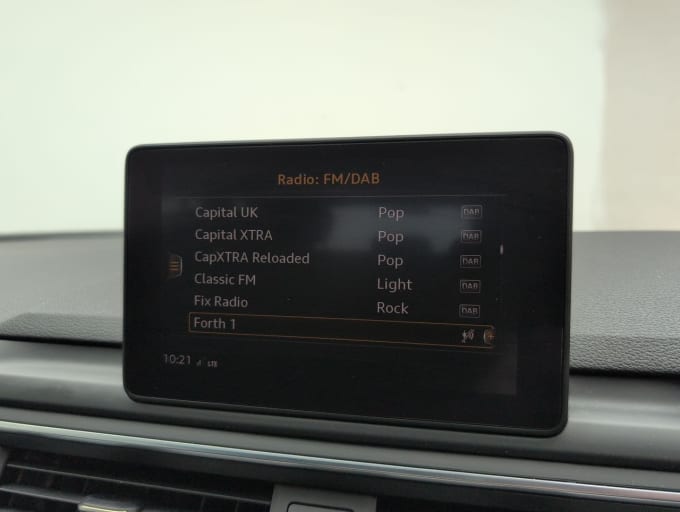 Radio: FM/DAB
Capital UK Pop DAB
Capital XTRA Pop DAB
CapXTRA Reloaded Pop DAB
Classic FM Light DAB
Fix Radio Rock DAB
Forth 1
10:21 LTE